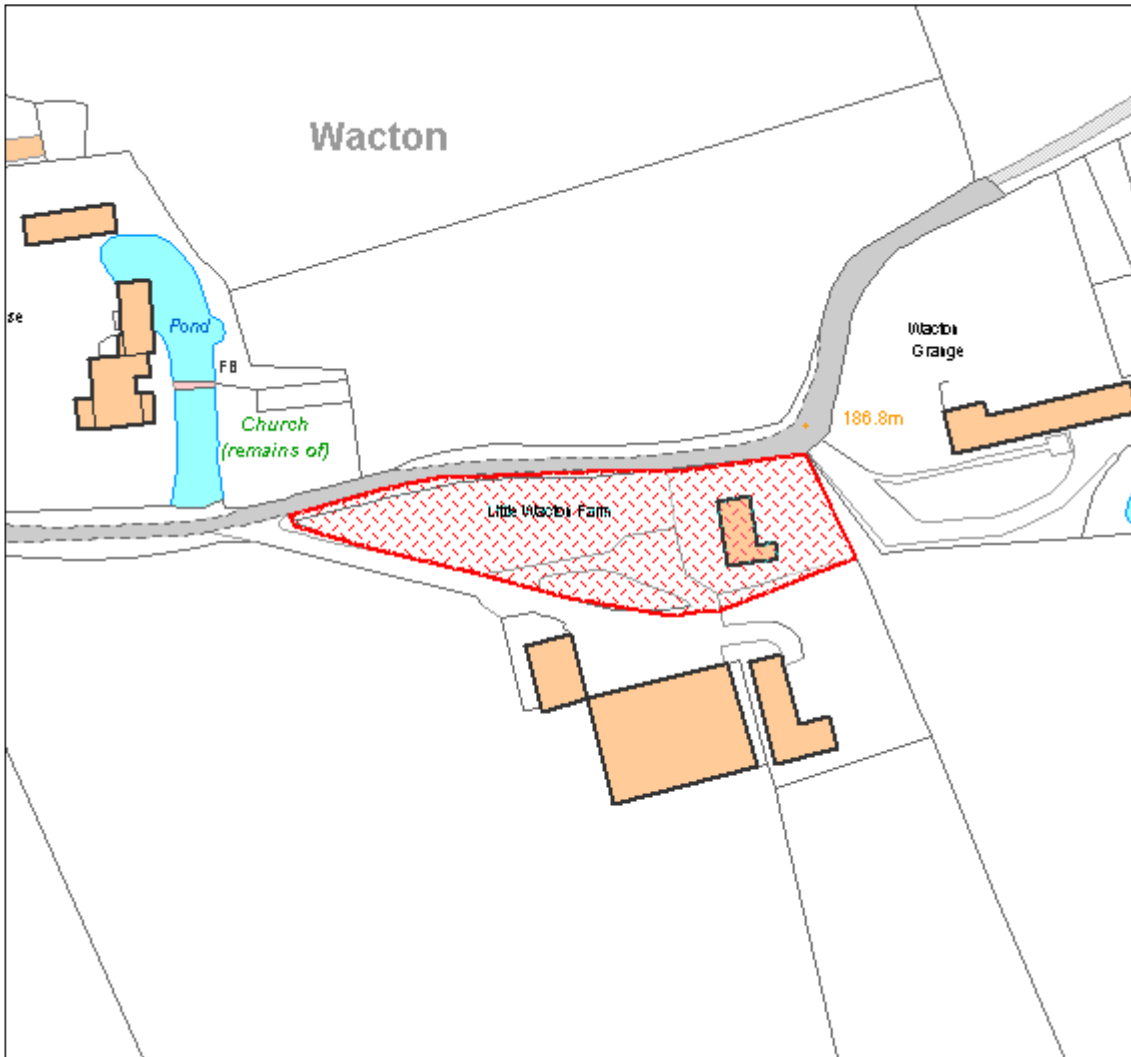 Wacton
se
Pond
FB
Church
(remains of)
Wacton
Grange
186.8m
Little Wacton Farm